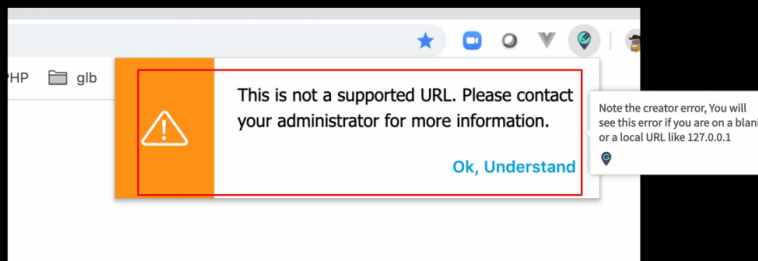 PHP
glb
This is not a supported URL. Please contact
your administrator for more information.
Ok, Understand
Note the creator error, You will
see this error if you are on a blan
or a local URL like 127.0.0.1